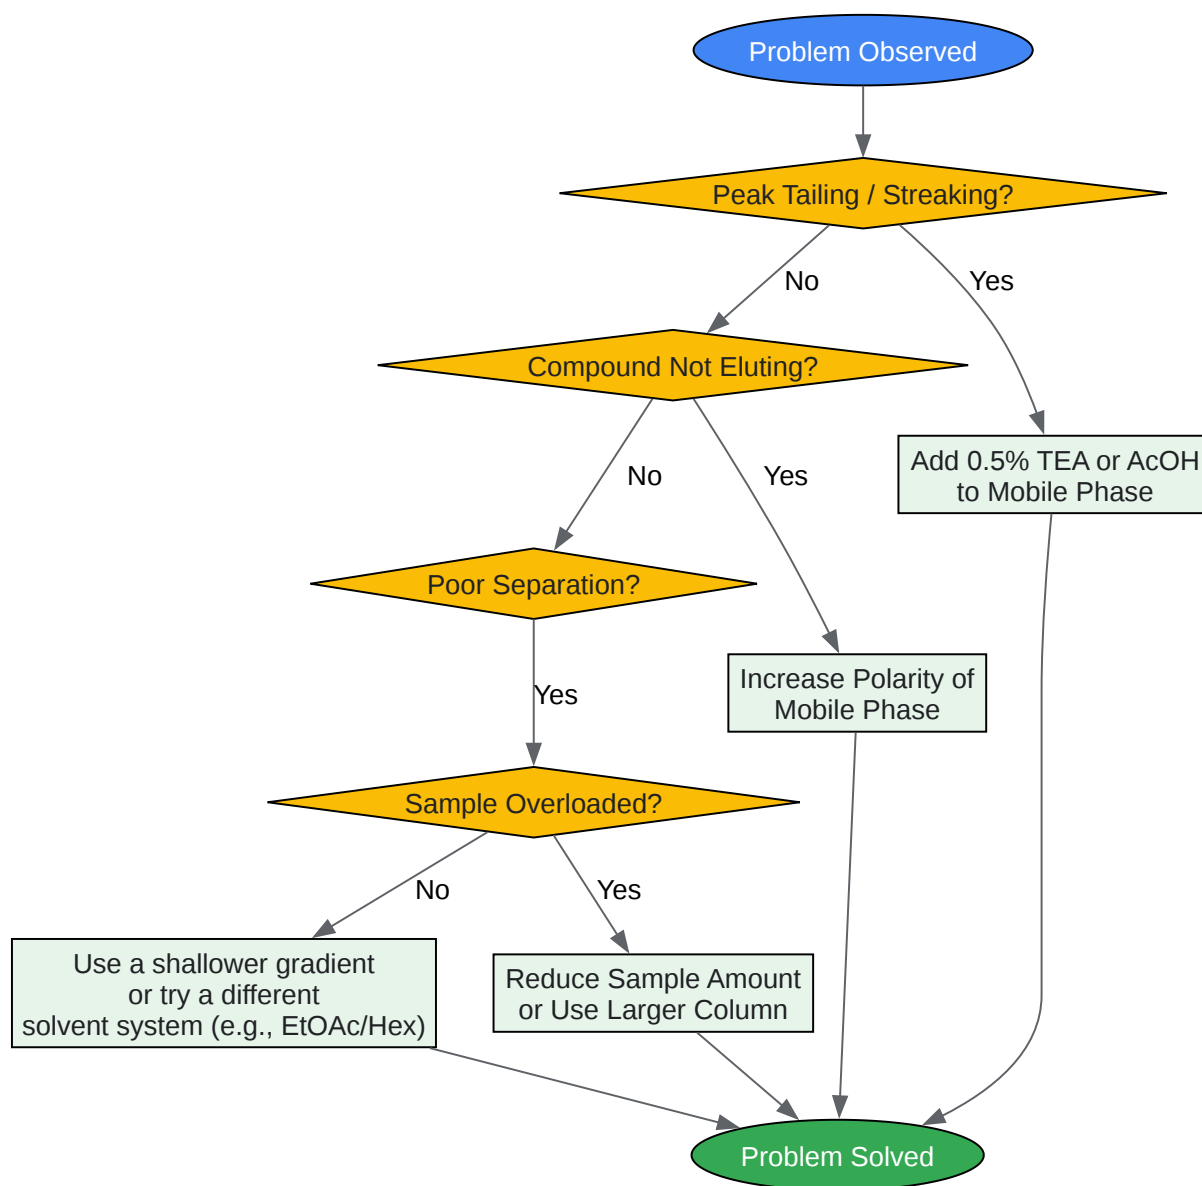 Problem Observed
Peak Tailing / Streaking?
No
Yes
Compound Not Eluting?
No
Yes
Add 0.5% TEA or AcOH
to Mobile Phase
Poor Separation?
Yes
Increase Polarity of
Mobile Phase
Sample Overloaded?
No
Yes
Use a shallower gradient
or try a different
solvent system (e.g., EtOAc/Hex)
Reduce Sample Amount
or Use Larger Column
Problem Solved